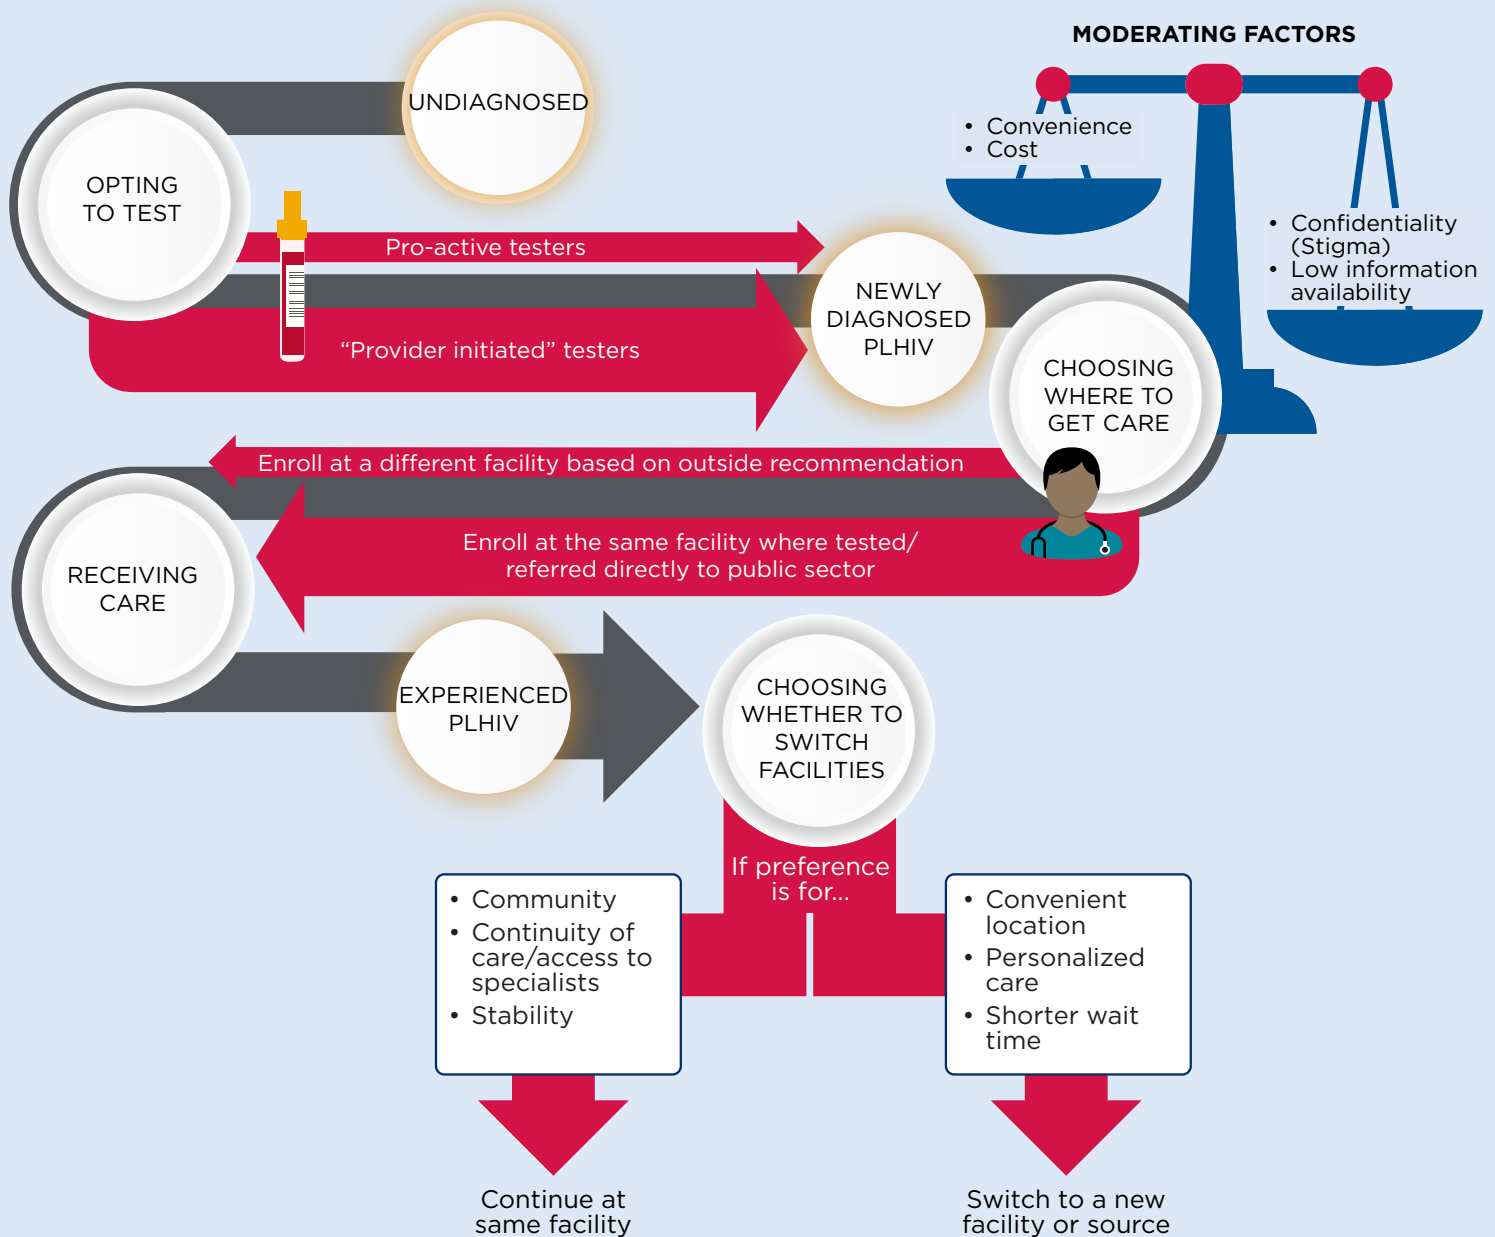 MODERATING FACTORS
UNDIAGNOSED
• Convenience
• Cost
OPTING
TO TEST
• Confidentiality
(Stigma)
• Low information
availability
Pro-active testers
NEWLY
DIAGNOSED
PLHIV
“Provider initiated” testers
CHOOSING
WHERE TO
GET CARE
Enroll at a different facility based on outside recommendation
Enroll at the same facility where tested/
referred directly to public sector
RECEIVING
CARE
EXPERIENCED
PLHIV
CHOOSING
WHETHER TO
SWITCH
FACILITIES
If preference
is for...
• Community
• Continuity of
care/access to
specialists
• Stability
• Convenient
location
• Personalized
care
• Shorter wait
time
Continue at
same facility
Switch to a new
facility or source